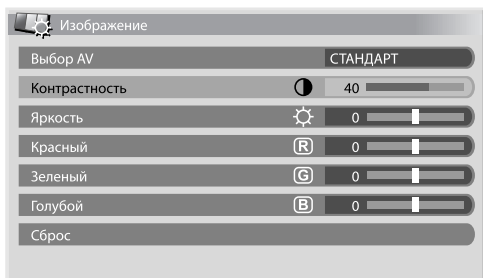 Изображение
Выбор AV СТАНДАРТ
Контрастность 40
Яркость 0
Красный R 0
Зеленый G 0
Голубой B 0
Сброс